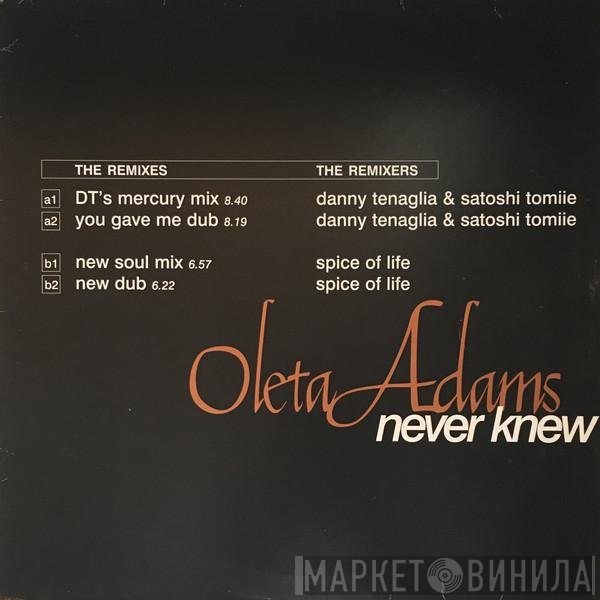 THE REMIXES THE REMIXERS
a1 DT's mercury mix 8.40 danny tenaglia & satoshi tomiie
a2 you gave me dub 8.19 danny tenaglia & satoshi tomiie
b1 new soul mix 6.57 spice of life
b2 new dub 6.22 spice of life
Oleta Adams
never knew
МАРКЕТ ВИНИЛА